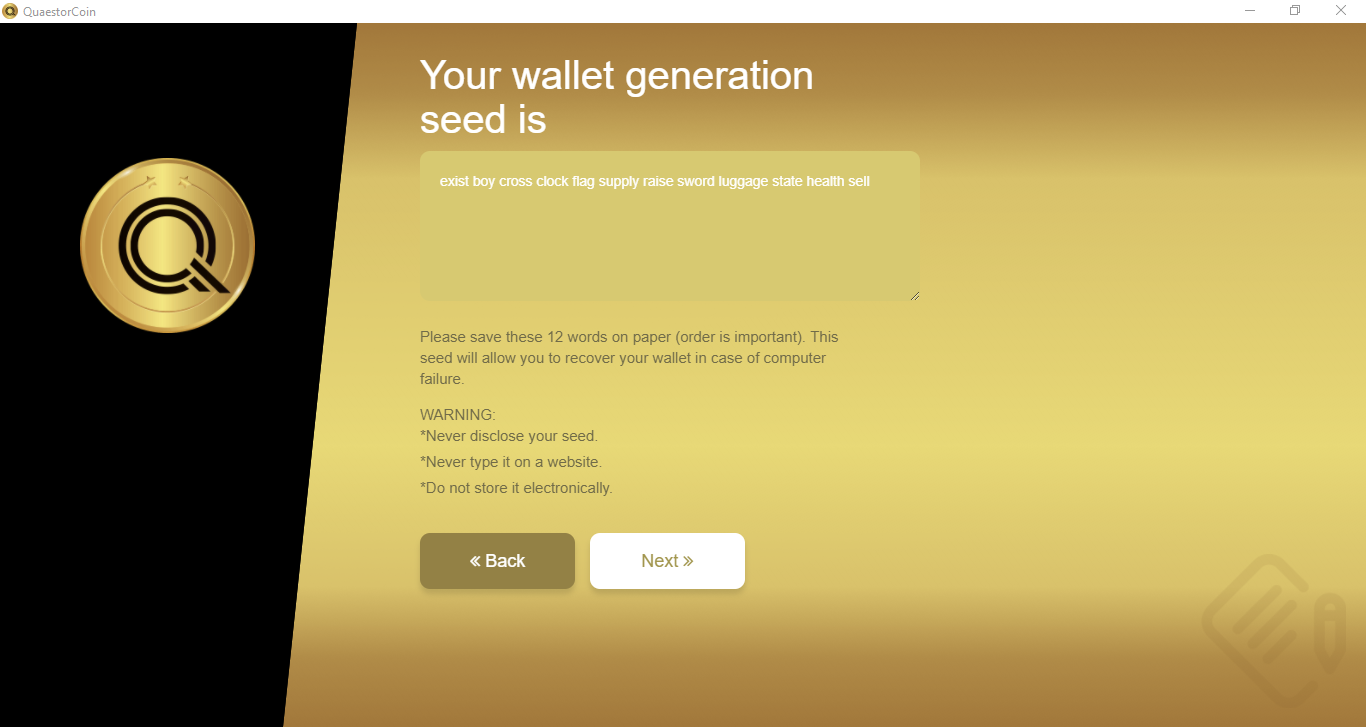 QuaestorCoin
Your wallet generation
seed is
exist boy cross clock flag supply raise sword luggage state health sell
Please save these 12 words on paper (order is important). This
seed will allow you to recover your wallet in case of computer
failure.
WARNING:
*Never disclose your seed.
*Never type it on a website.
*Do not store it electronically.
« Back
Next »